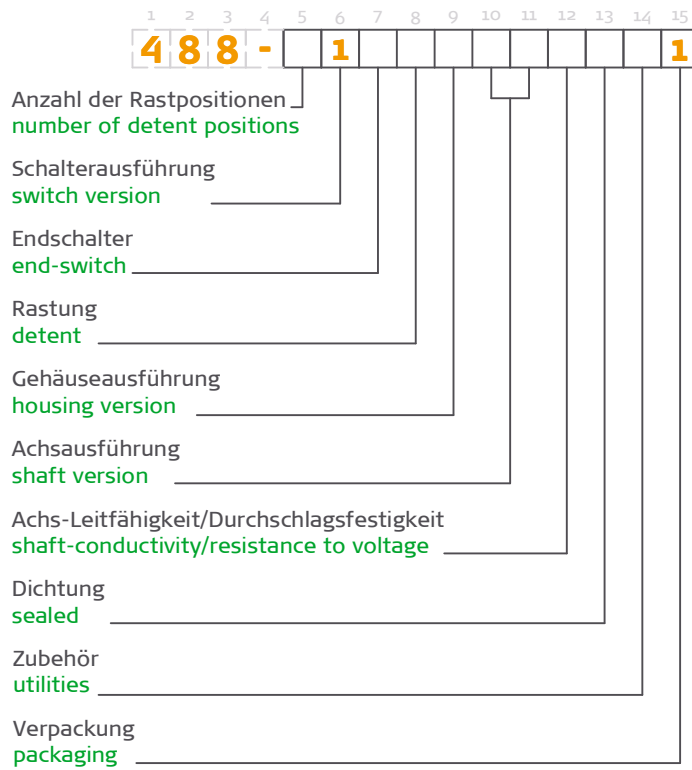 1 2 3 4 5 6 7 8 9 10 11 12 13 14 15
4 8 8 - 1 1
Anzahl der Rastpositionen
number of detent positions
Schalterausführung
switch version
Endschalter
end-switch
Rastung
detent
Gehäuseausführung
housing version
Achsausführung
shaft version
Achs-Leitfähigkeit/Durchschlagsfestigkeit
shaft-conductivity/resistance to voltage
Dichtung
sealed
Zubehör
utilities
Verpackung
packaging